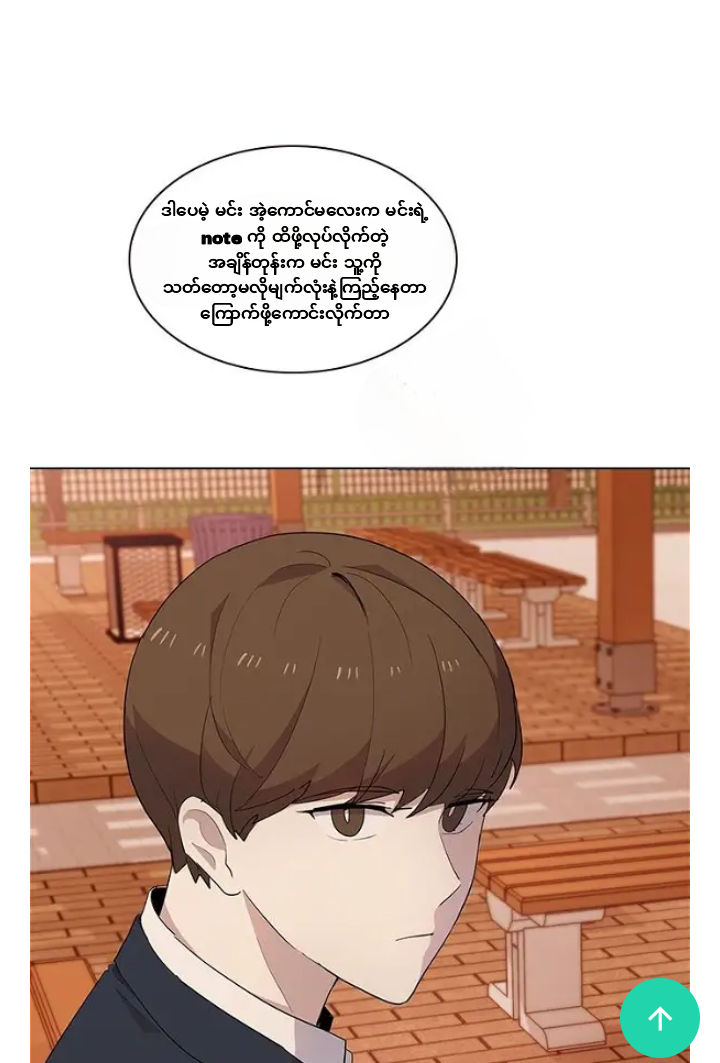 ဒါပေမဲ့ မင်း အဲ့ကောင်မလေးက မင်းရဲ့
note ကို ထိဖို့လုပ်လိုက်တဲ့
အချိန်တုန်းက မင်း သူ့ကို
သတ်တော့မလိုမျက်လုံးနဲ့ကြည့်နေတာ
ကြောက်ဖို့ကောင်းလိုက်တာ